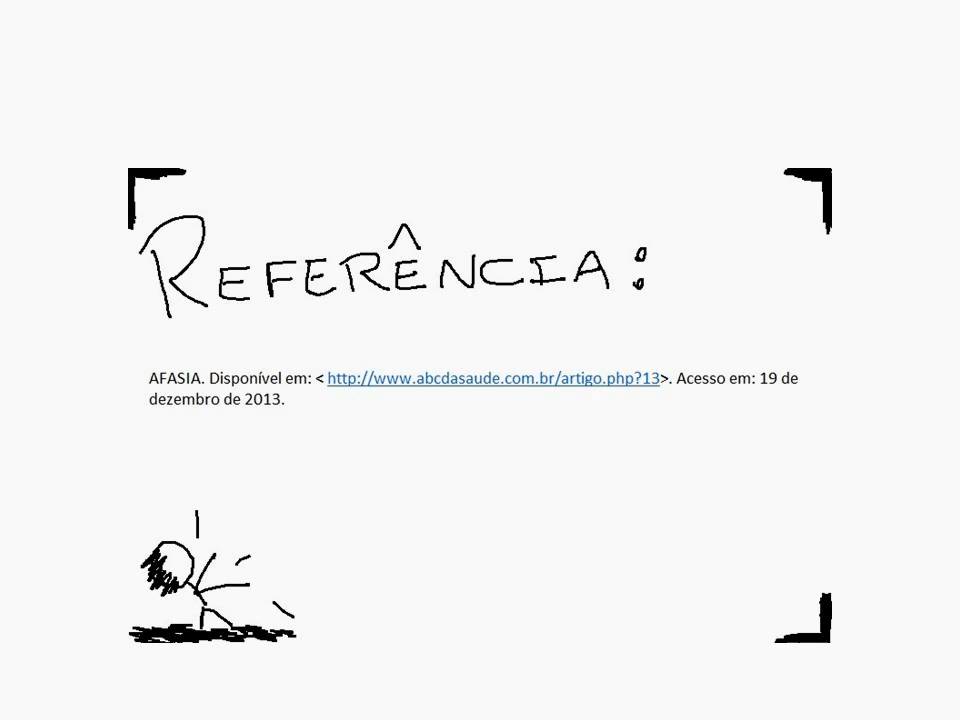 REFERÊNCIA:
AFASIA. Disponível em: < http://www.abcdasaude.com.br/artigo.php?13>. Acesso em: 19 de
dezembro de 2013.